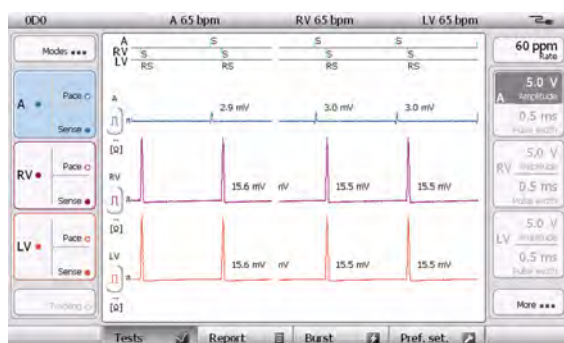 0D0 A 65 bpm RV 65 bpm LV 65 bpm
Modes
60 ppm
Rate
A S S S
RV S S S S
LV RS RS RS RS
A Pace
Sense
RV Pace
Sense
LV Pace
Sense
Tracking
A
2.9 mV 3.0 mV 3.0 mV
[Ω]
RV
15.6 mV nV 15.5 mV 15.5 mV
[Ω]
LV
15.6 mV nV 15.5 mV 15.5 mV
[Ω]
5.0 V
A Amplitude
0.5 ms
Pulse width
5.0 V
RV Amplitude
0.5 ms
Pulse width
5.0 V
LV Amplitude
0.5 ms
Pulse width
More
Tests Report Burst Pref. set.